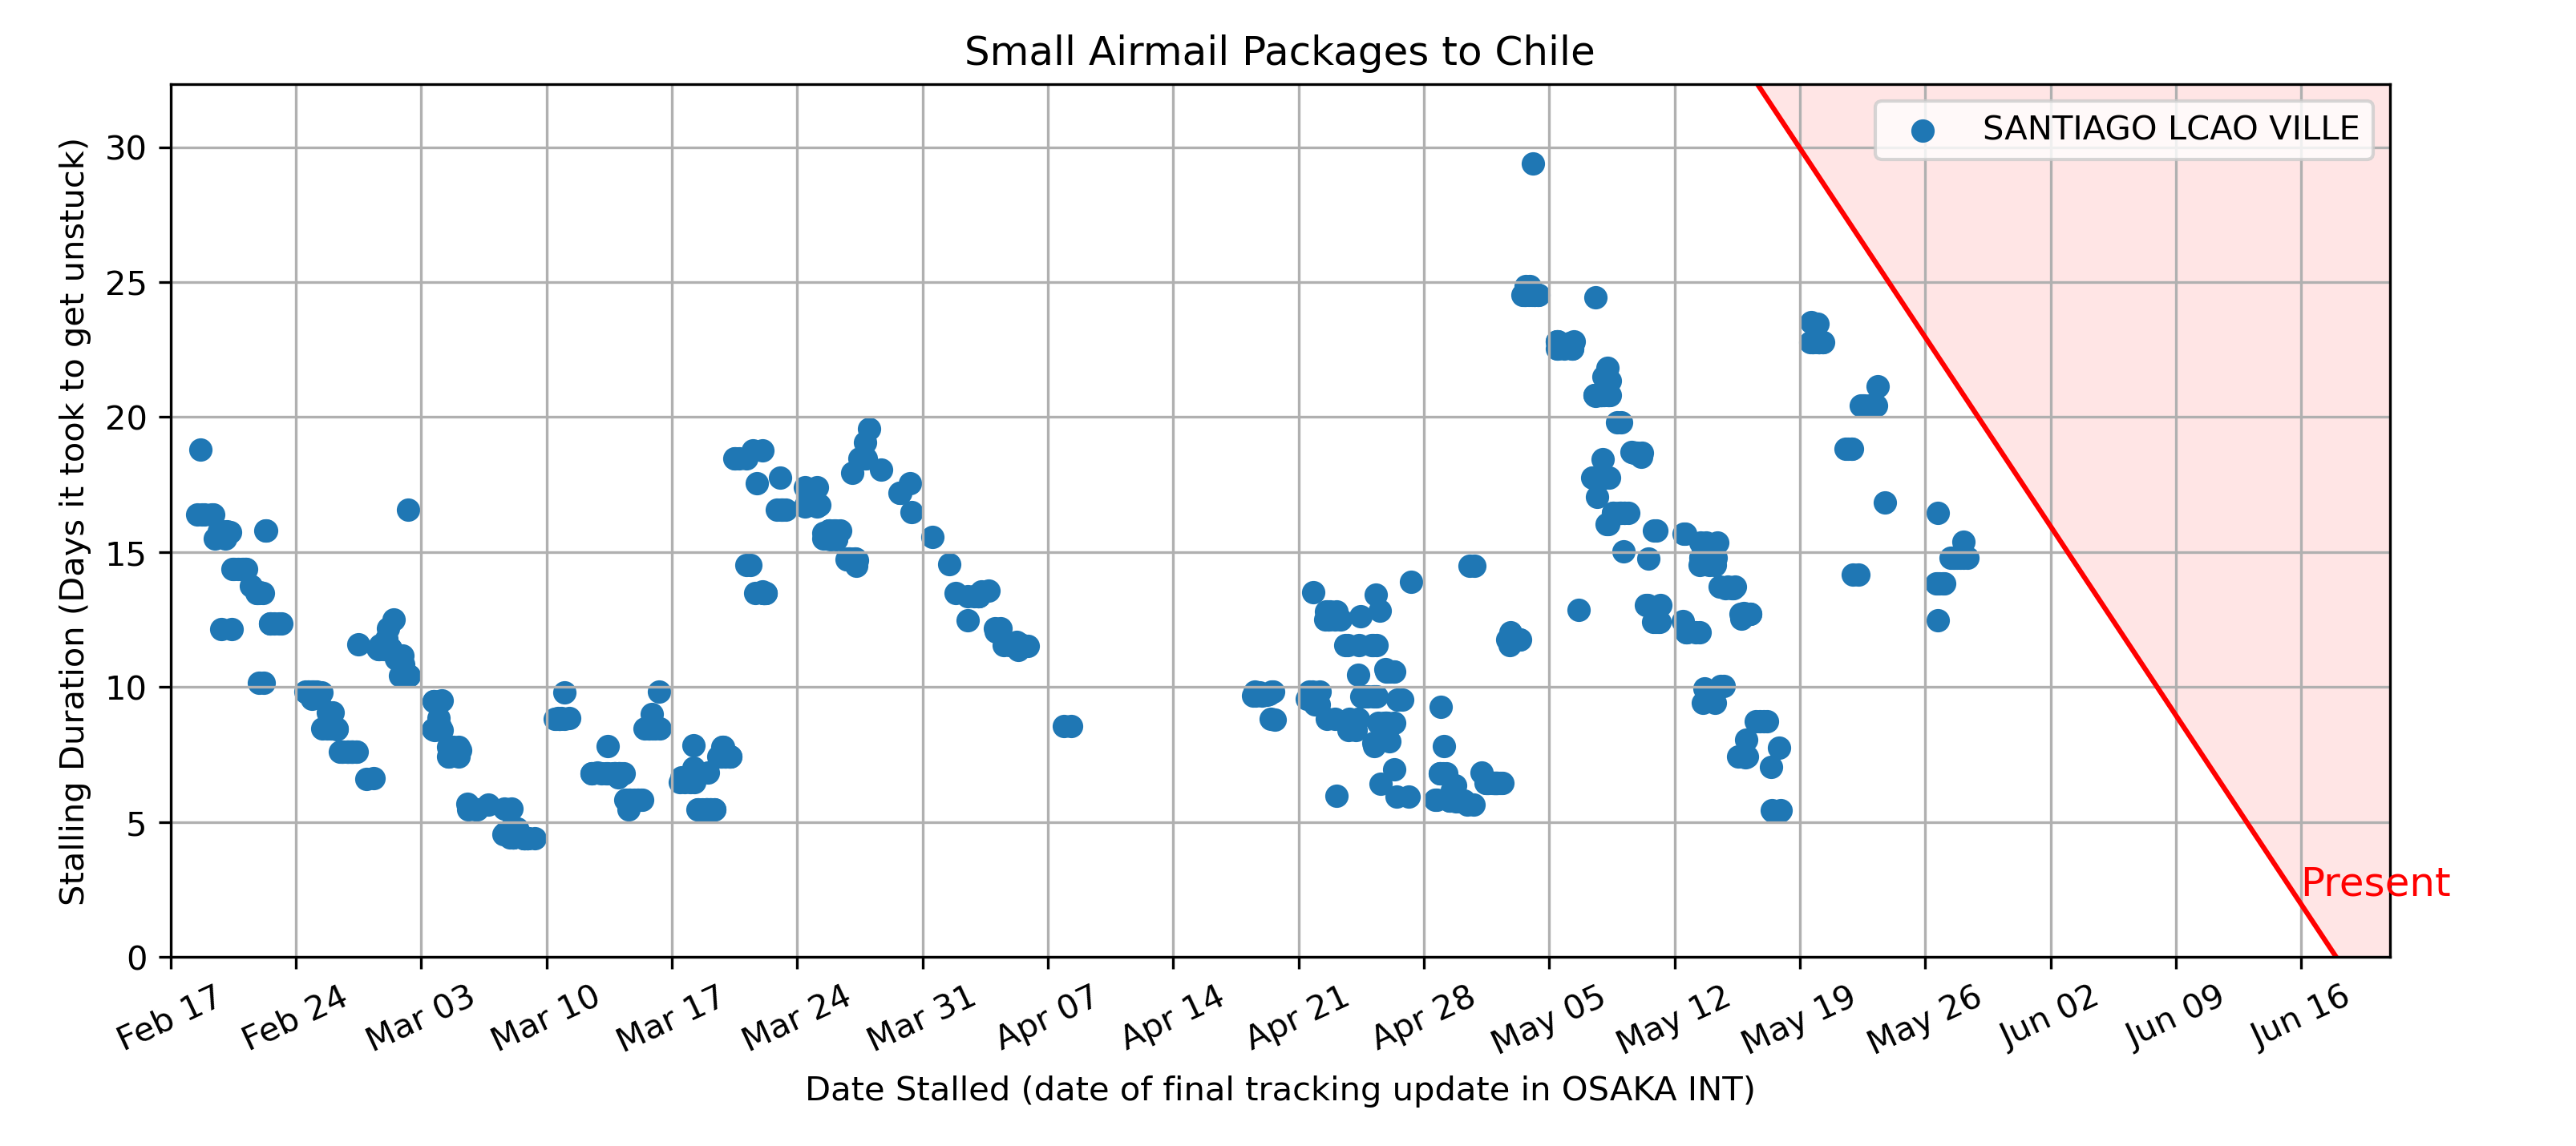 Small Airmail Packages to Chile
SANTIAGO LCAO VILLE
Stalling Duration (Days it took to get unstuck)
30
25
20
15
10
5
0
Present
Feb 17
Feb 24
Mar 03
Mar 10
Mar 17
Mar 24
Mar 31
Apr 07
Apr 14
Apr 21
Apr 28
May 05
May 12
May 19
May 26
Jun 02
Jun 09
Jun 16
Date Stalled (date of final tracking update in OSAKA INT)